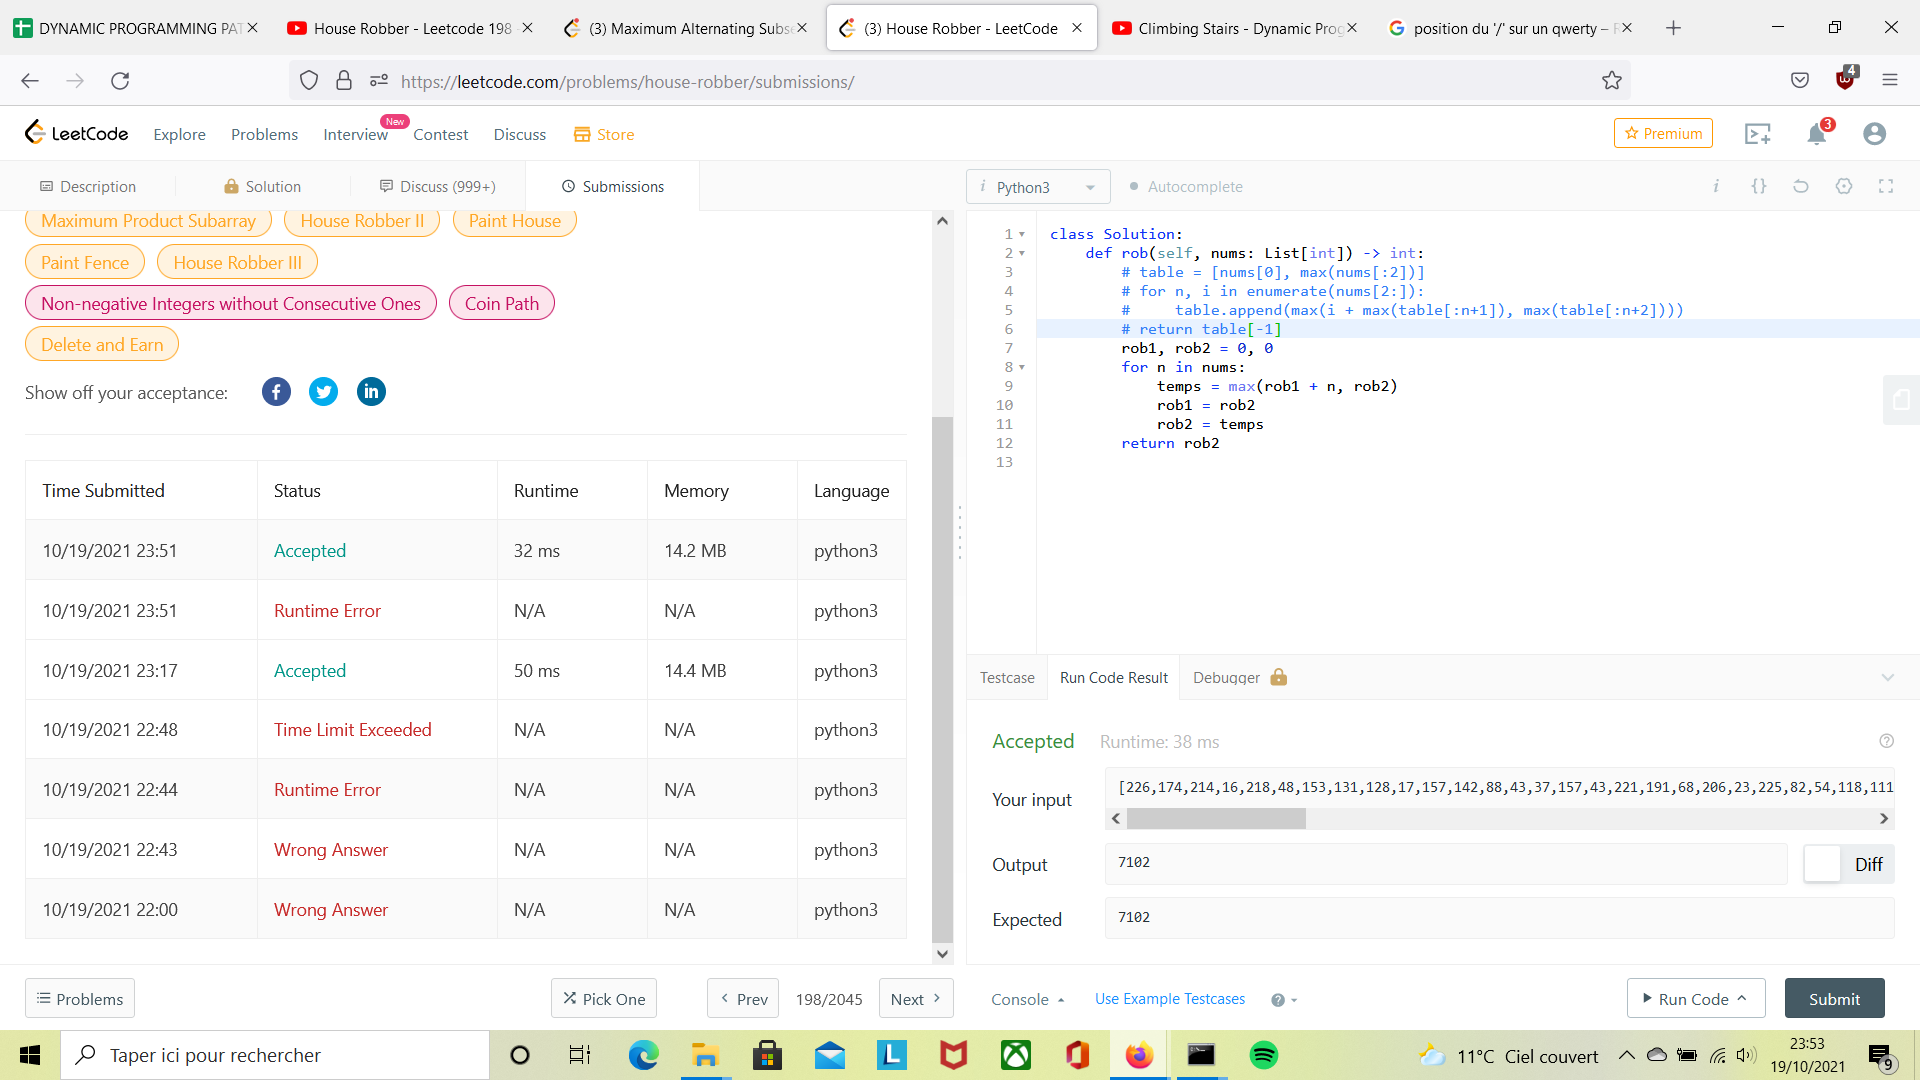 DYNAMIC PROGRAMMING PAT
House Robber - Leetcode 198
(3) Maximum Alternating Subse
(3) House Robber - LeetCode
Climbing Stairs - Dynamic Prog
position du '/' sur un qwerty –
https://leetcode.com/problems/house-robber/submissions/
4
LeetCode
Explore
Problems
Interview
New
Contest
Discuss
Store
Premium
3
Description
Solution
Discuss (999+)
Submissions
Python3
Autocomplete
Maximum Product Subarray
House Robber II
Paint House
Paint Fence
House Robber III
Non-negative Integers without Consecutive Ones
Coin Path
Delete and Earn
Show off your acceptance:
Time Submitted Status Runtime Memory Language
10/19/2021 23:51 Accepted 32 ms 14.2 MB python3
10/19/2021 23:51 Runtime Error N/A N/A python3
10/19/2021 23:17 Accepted 50 ms 14.4 MB python3
10/19/2021 22:48 Time Limit Exceeded N/A N/A python3
10/19/2021 22:44 Runtime Error N/A N/A python3
10/19/2021 22:43 Wrong Answer N/A N/A python3
10/19/2021 22:00 Wrong Answer N/A N/A python3
1 class Solution:
2 def rob(self, nums: List[int]) -> int:
3 # table = [nums[0], max(nums[:2])]
4 # for n, i in enumerate(nums[2:]):
5 #     table.append(max(i + max(table[:n+1]), max(table[:n+2])))
6 # return table[-1]
7 rob1, rob2 = 0, 0
8 for n in nums:
9 temps = max(rob1 + n, rob2)
10 rob1 = rob2
11 rob2 = temps
12 return rob2
13
Testcase
Run Code Result
Debugger
Accepted
Runtime: 38 ms
Your input
[226,174,214,16,218,48,153,131,128,17,157,142,88,43,37,157,43,221,191,68,206,23,225,82,54,118,111
Output
7102
Diff
Expected
7102
Problems
Pick One
Prev
198/2045
Next
Console
Use Example Testcases
Run Code
Submit
Taper ici pour rechercher
11°C Ciel couvert
23:53
19/10/2021
9